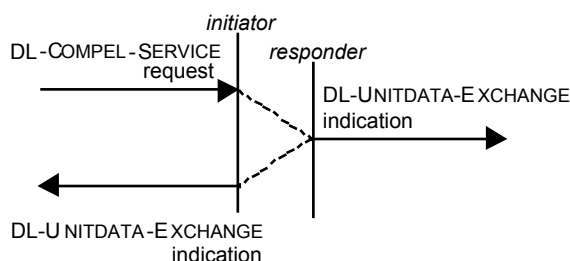 initiator
DL-COMPEL-SERVICE
request
responder
DL-UNITDATA-EXCHANGE
indication
DL-UNITDATA-EXCHANGE
indication